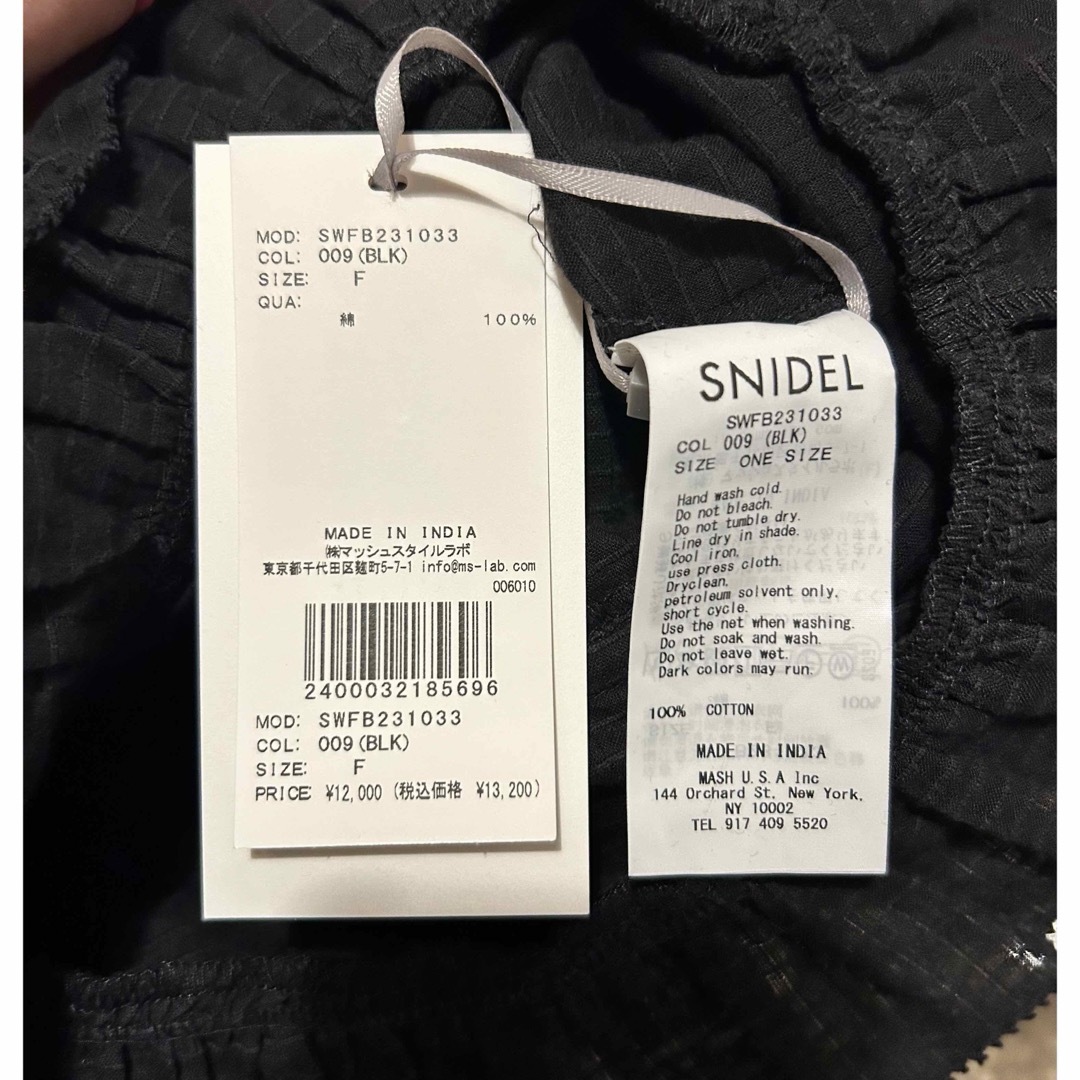 MOD: SWFB231033
COL: 009(BLK)
SIZE: F
QUA:
綿 100%
MADE IN INDIA
㈱マッシュスタイルラボ
東京都千代田区麹町5-7-1 info@ms-lab.com
006010
2400032185696
MOD: SWFB231033
COL: 009(BLK)
SIZE: F
PRICE: ¥12,000 (税込価格 ¥13,200)
SNIDEL
SWFB231033
COL 009 (BLK)
SIZE ONE SIZE
Hand wash cold.
Do not bleach.
Do not tumble dry.
Line dry in shade.
Cool iron.
use press cloth.
Dryclean.
petroleum solvent only.
short cycle.
Use the net when washing.
Do not soak and wash.
Do not leave wet.
Dark colors may run.
100% COTTON
MADE IN INDIA
MASH U.S.A Inc
144 Orchard St, New York,
NY 10002
TEL 917 409 5520